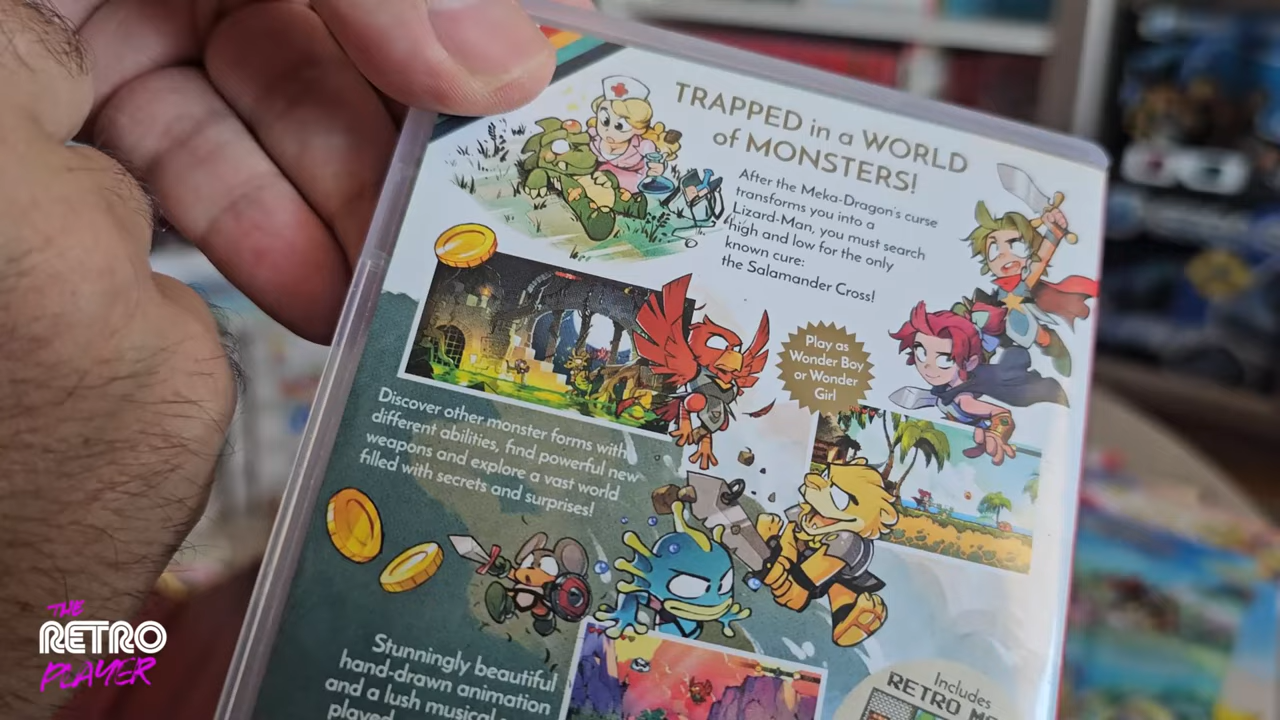 TRAPPED in a WORLD
of MONSTERS!
After the Meka-Dragon's curse
transforms you into a
Lizard-Man, you must search
high and low for the only
known cure:
the Salamander Cross!
Play as
Wonder Boy
or Wonder
Girl
Discover other monster forms with
different abilities, find powerful new
weapons and explore a vast world
filled with secrets and surprises!
Stunningly beautiful
hand-drawn animation
and a lush musical
played
Includes
RETRO
THE
RETRO
PLAYER